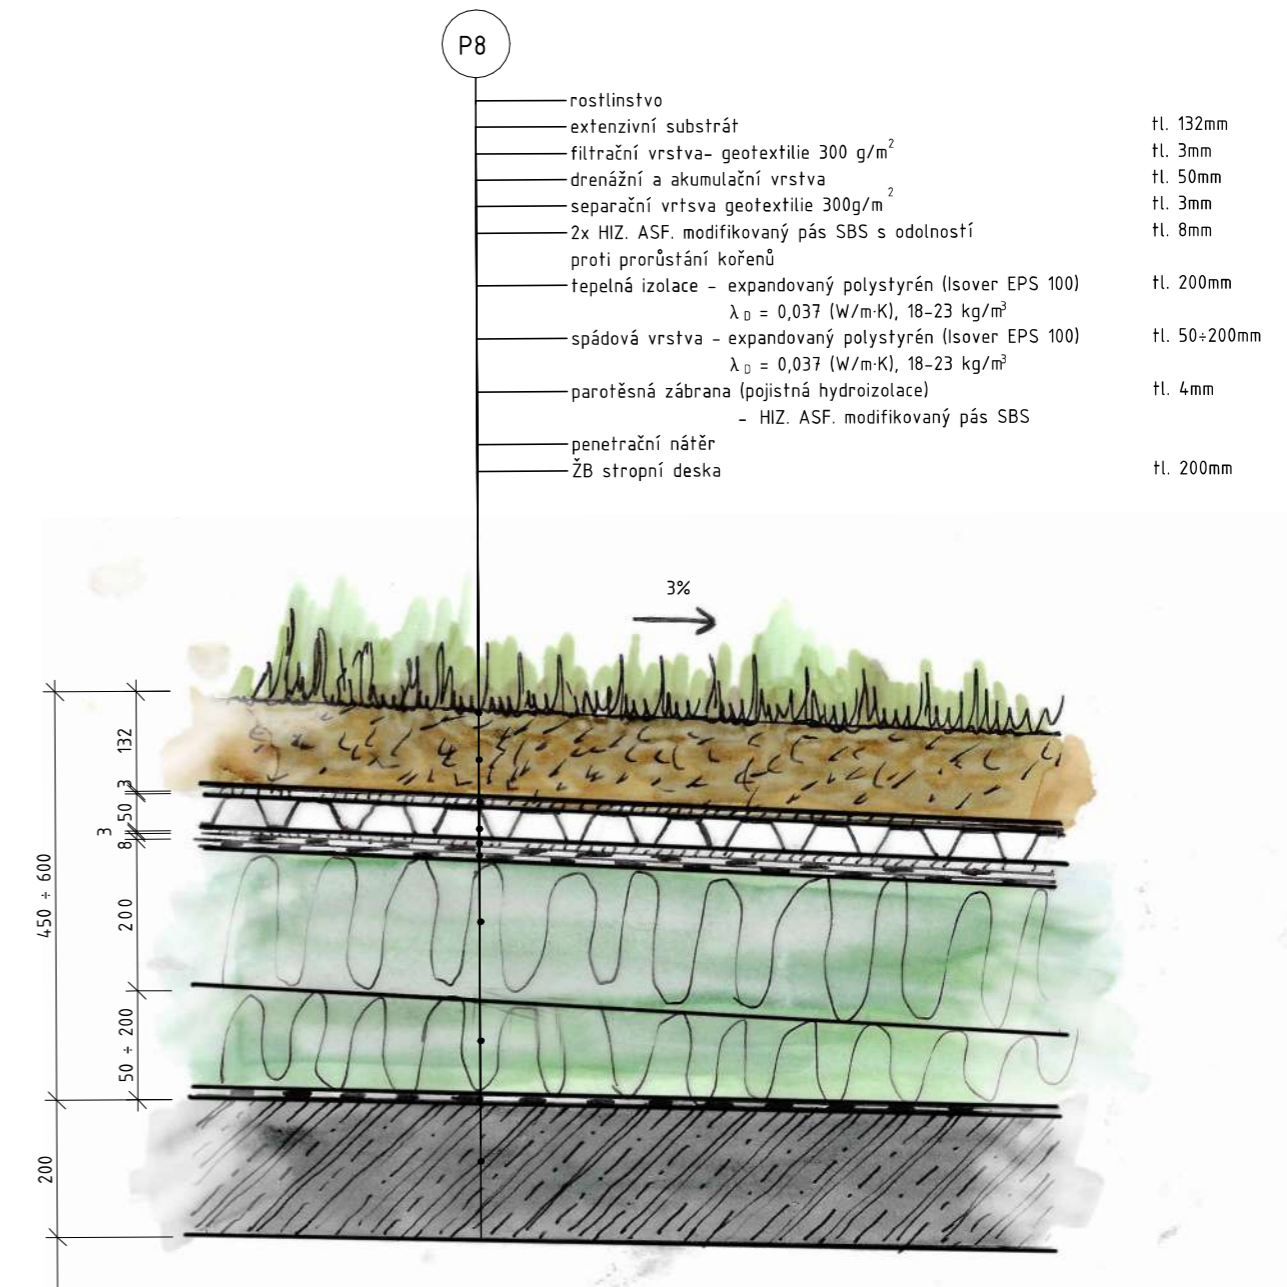 P8
rostlinstvo
extenzivní substrát tl. 132mm
filtrační vrstva- geotextilie 300 g/m² tl. 3mm
drenážní a akumulační vrstva tl. 50mm
separační vrtsva geotextilie 300g/m² tl. 3mm
2x HIZ. ASF. modifikovaný pás SBS s odolností tl. 8mm
proti prorůstání kořenů
tepelná izolace - expandovaný polystyrén (Isover EPS 100) tl. 200mm
λ D = 0,037 (W/m·K), 18-23 kg/m³
spádová vrstva - expandovaný polystyrén (Isover EPS 100) tl. 50÷200mm
λ D = 0,037 (W/m·K), 18-23 kg/m³
parotěsná zábrana (pojistná hydroizolace) tl. 4mm
- HIZ. ASF. modifikovaný pás SBS
penetrační nátěr
ŽB stropní deska tl. 200mm
3%
132
3
50
3
8
200
50 ÷ 200
450 ÷ 600
200